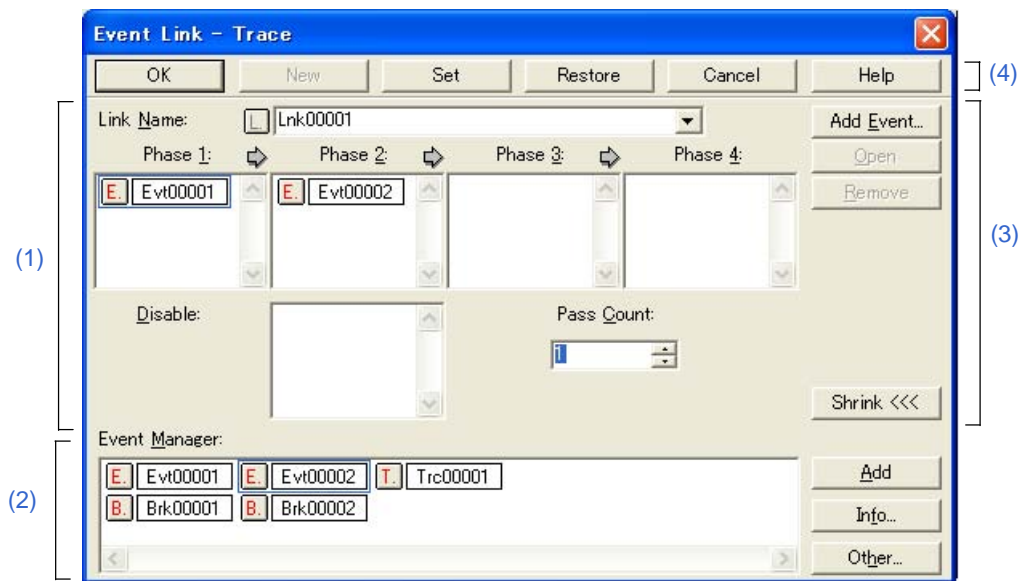 Event Link - Trace
OK New Set Restore Cancel Help
(4)
Link Name: L. Lnk00001 Add Event...
Phase 1: Phase 2: Phase 3: Phase 4: Open
E. Evt00001 E. Evt00002 Remove
(3)
(1)
Disable: Pass Count:
1
Shrink <<<
Event Manager:
E. Evt00001 E. Evt00002 T. Trc00001 Add
(2)
B. Brk00001 B. Brk00002 Info...
Other...